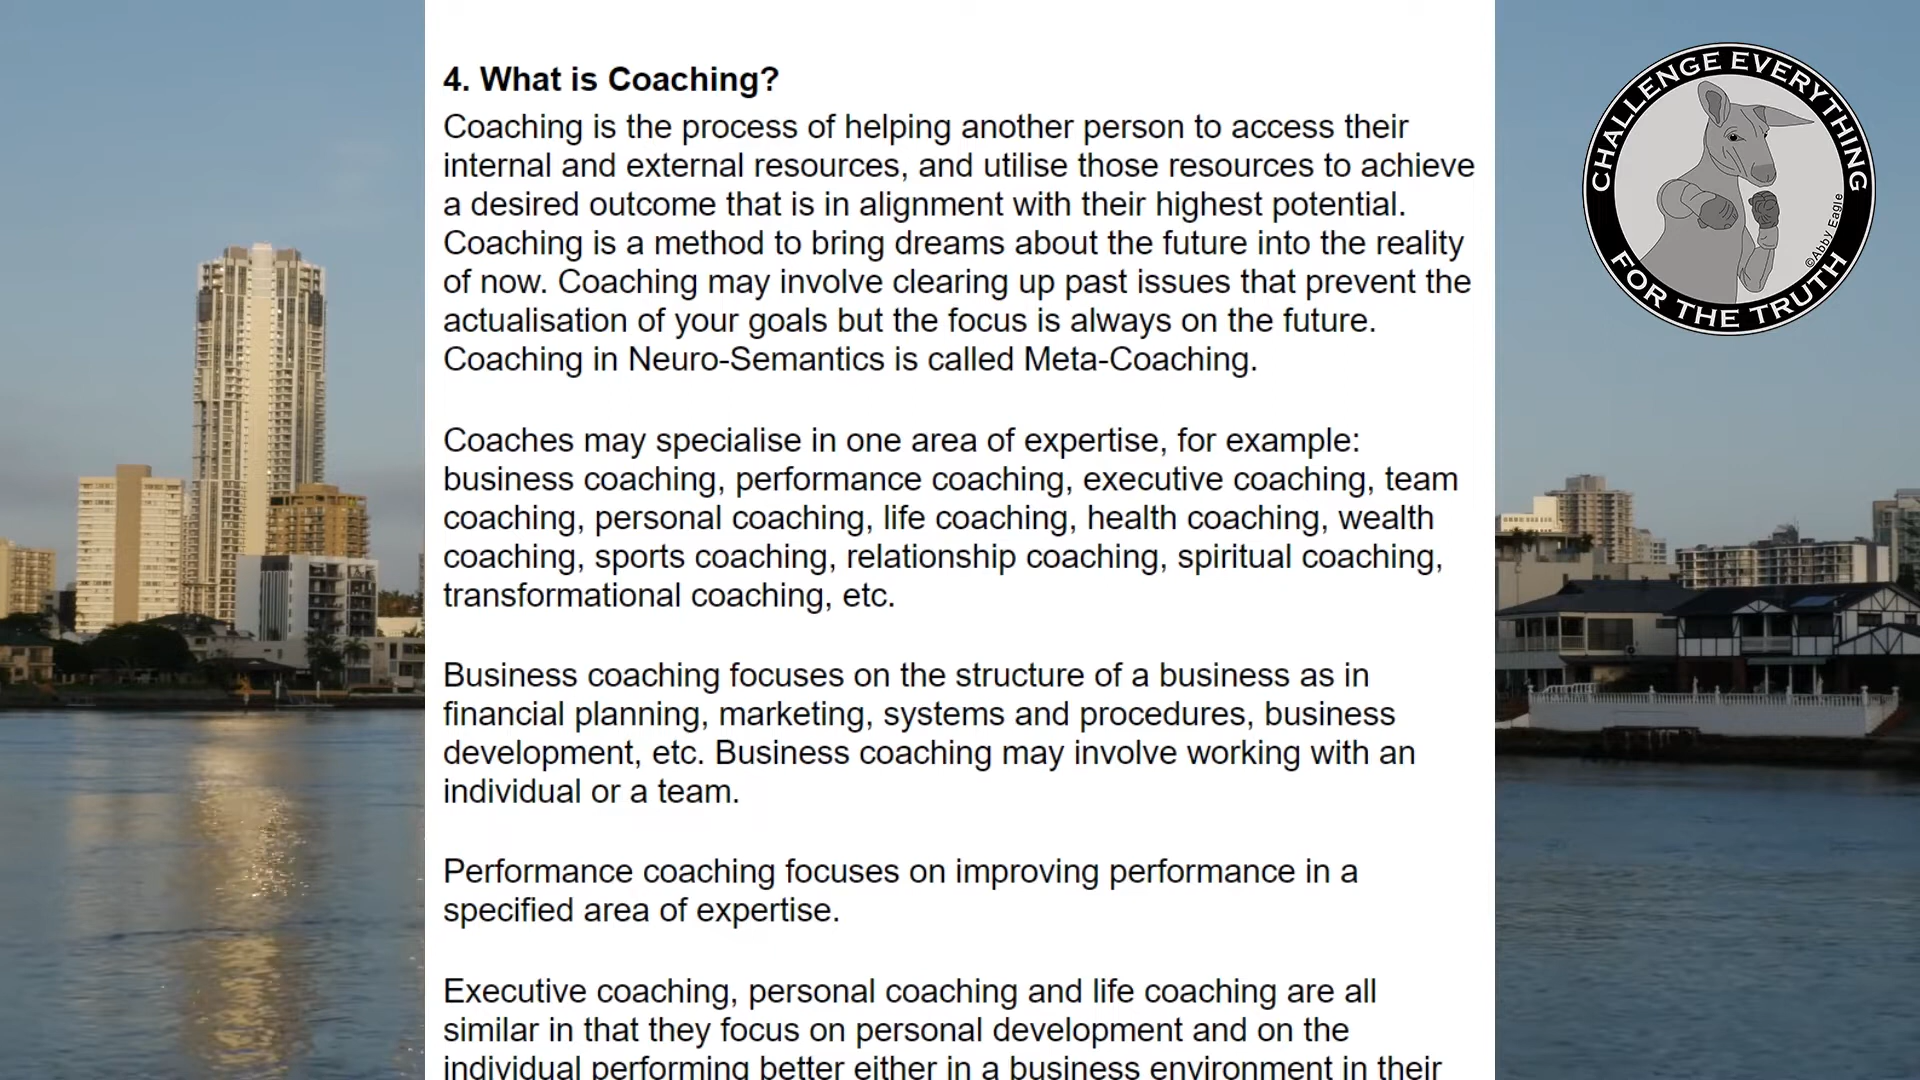 4. What is Coaching?
Coaching is the process of helping another person to access their
internal and external resources, and utilise those resources to achieve
a desired outcome that is in alignment with their highest potential.
Coaching is a method to bring dreams about the future into the reality
of now. Coaching may involve clearing up past issues that prevent the
actualisation of your goals but the focus is always on the future.
Coaching in Neuro-Semantics is called Meta-Coaching.
Coaches may specialise in one area of expertise, for example:
business coaching, performance coaching, executive coaching, team
coaching, personal coaching, life coaching, health coaching, wealth
coaching, sports coaching, relationship coaching, spiritual coaching,
transformational coaching, etc.
Business coaching focuses on the structure of a business as in
financial planning, marketing, systems and procedures, business
development, etc. Business coaching may involve working with an
individual or a team.
Performance coaching focuses on improving performance in a
specified area of expertise.
Executive coaching, personal coaching and life coaching are all
similar in that they focus on personal development and on the
individual performing better either in a business environment in their
CHALLENGE EVERYTHING
FOR THE TRUTH
©Abby Eagle